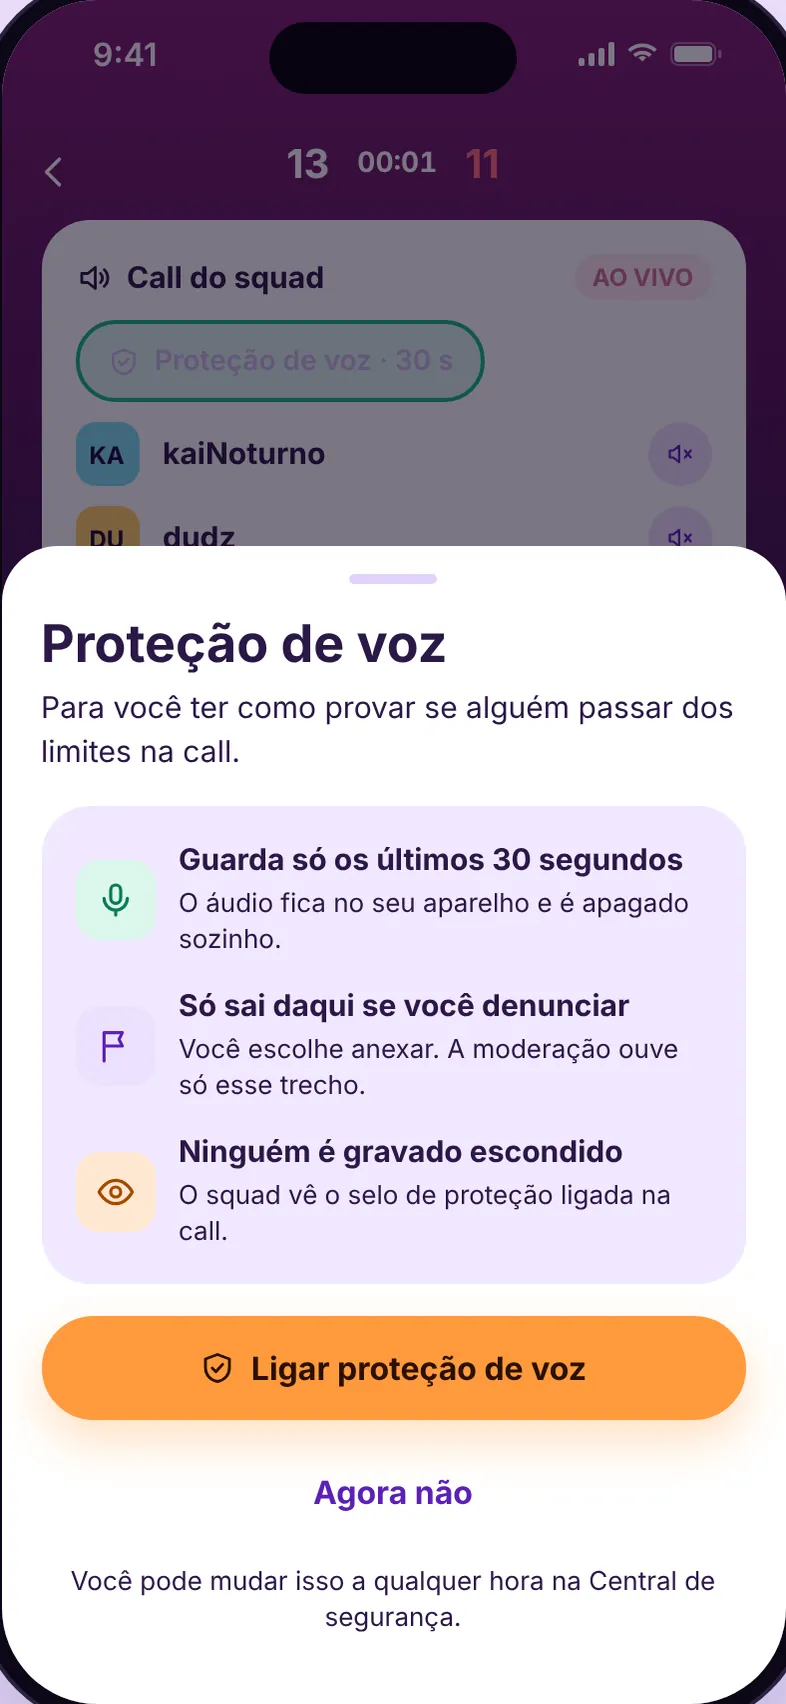 9:41
13 00:01 11
Call do squad
AO VIVO
Proteção de voz · 30 s
KA kaiNoturno
DU dudz
Proteção de voz
Para você ter como provar se alguém passar dos
limites na call.
Guarda só os últimos 30 segundos
O áudio fica no seu aparelho e é apagado
sozinho.
Só sai daqui se você denunciar
Você escolhe anexar. A moderação ouve
só esse trecho.
Ninguém é gravado escondido
O squad vê o selo de proteção ligada na
call.
Ligar proteção de voz
Agora não
Você pode mudar isso a qualquer hora na Central de
segurança.